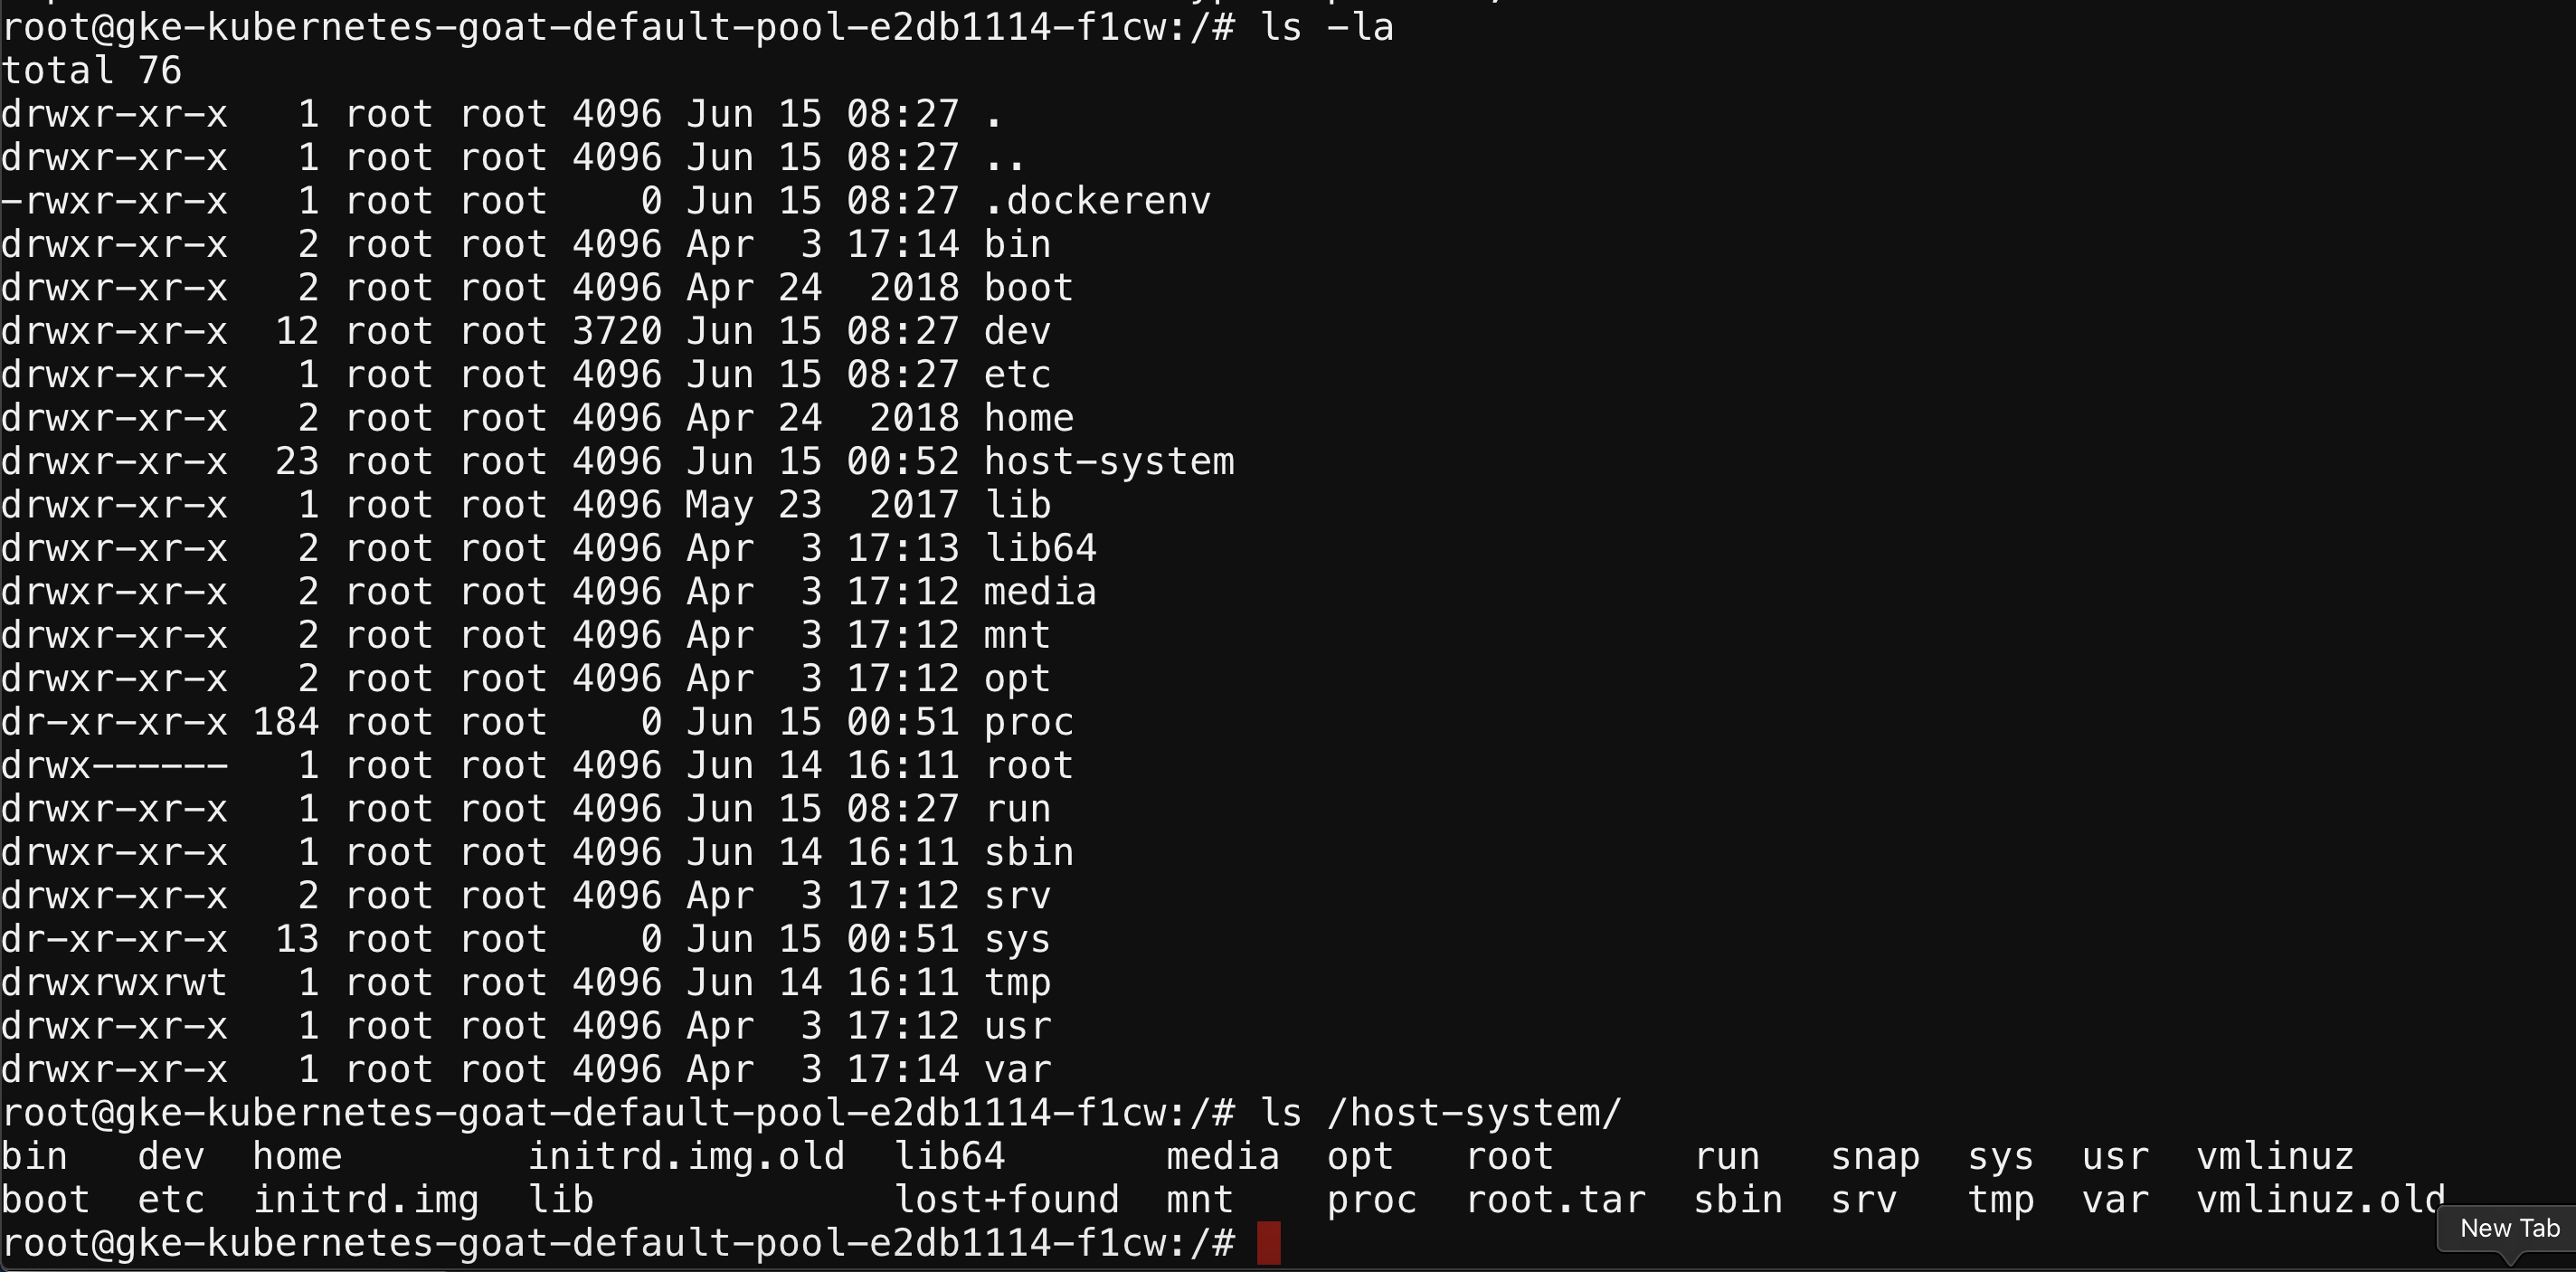 root@gke-kubernetes-goat-default-pool-e2db1114-f1cw:/# ls -la
total 76
drwxr-xr-x   1 root root 4096 Jun 15 08:27 .
drwxr-xr-x   1 root root 4096 Jun 15 08:27 ..
-rwxr-xr-x   1 root root    0 Jun 15 08:27 .dockerenv
drwxr-xr-x   2 root root 4096 Apr  3 17:14 bin
drwxr-xr-x   2 root root 4096 Apr 24  2018 boot
drwxr-xr-x  12 root root 3720 Jun 15 08:27 dev
drwxr-xr-x   1 root root 4096 Jun 15 08:27 etc
drwxr-xr-x   2 root root 4096 Apr 24  2018 home
drwxr-xr-x  23 root root 4096 Jun 15 00:52 host-system
drwxr-xr-x   1 root root 4096 May 23  2017 lib
drwxr-xr-x   2 root root 4096 Apr  3 17:13 lib64
drwxr-xr-x   2 root root 4096 Apr  3 17:12 media
drwxr-xr-x   2 root root 4096 Apr  3 17:12 mnt
drwxr-xr-x   2 root root 4096 Apr  3 17:12 opt
dr-xr-xr-x 184 root root    0 Jun 15 00:51 proc
drwx------   1 root root 4096 Jun 14 16:11 root
drwxr-xr-x   1 root root 4096 Jun 15 08:27 run
drwxr-xr-x   1 root root 4096 Jun 14 16:11 sbin
drwxr-xr-x   2 root root 4096 Apr  3 17:12 srv
dr-xr-xr-x  13 root root    0 Jun 15 00:51 sys
drwxrwxrwt   1 root root 4096 Jun 14 16:11 tmp
drwxr-xr-x   1 root root 4096 Apr  3 17:12 usr
drwxr-xr-x   1 root root 4096 Apr  3 17:14 var
root@gke-kubernetes-goat-default-pool-e2db1114-f1cw:/# ls /host-system/
bin   dev  home        initrd.img.old  lib64       media  opt   root      run   snap  sys  usr  vmlinuz
boot  etc  initrd.img  lib             lost+found  mnt    proc  root.tar  sbin  srv   tmp  var  vmlinuz.old
root@gke-kubernetes-goat-default-pool-e2db1114-f1cw:/#
New Tab